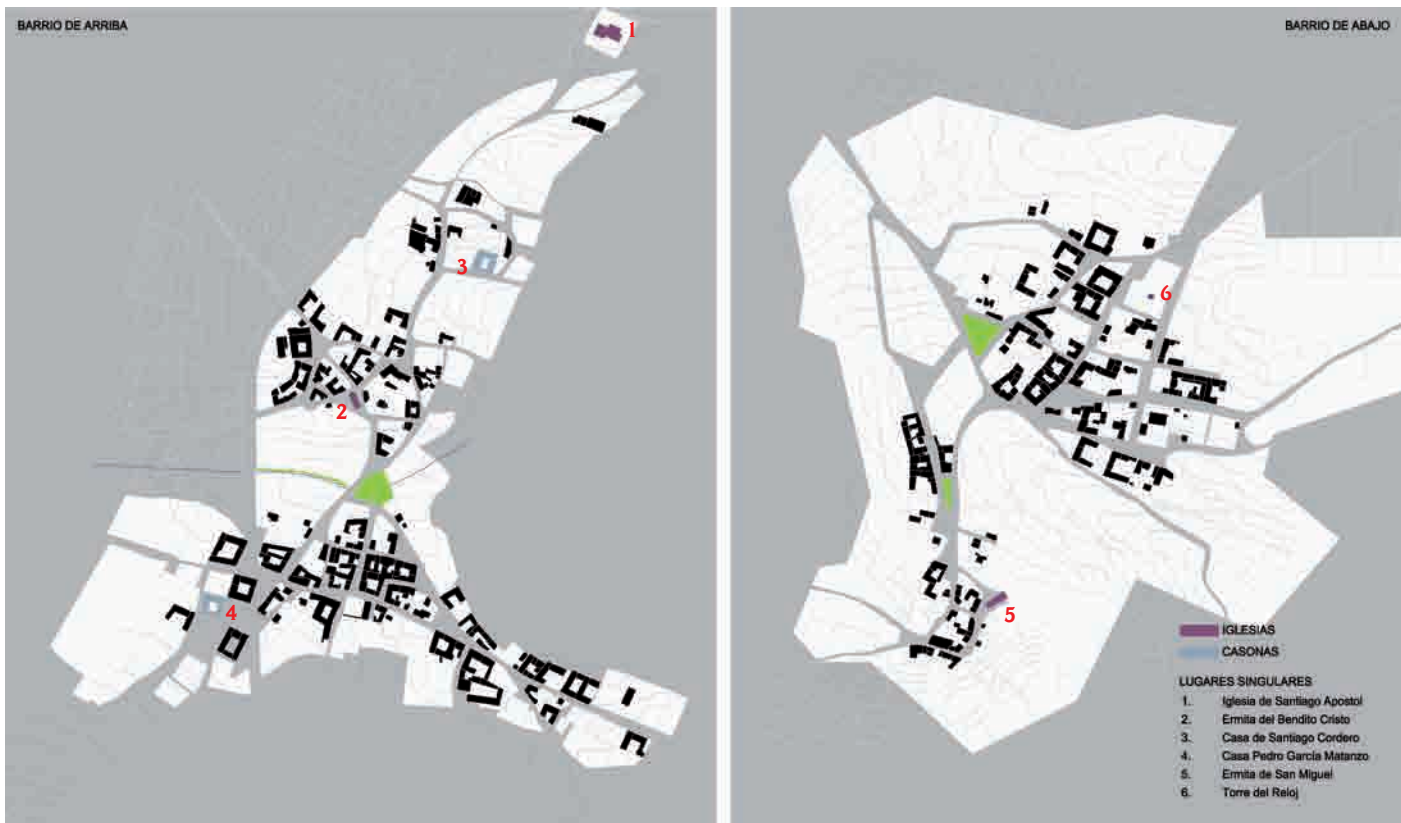 BARRIO DE ARRIBA
1
3
2
4
BARRIO DE ABAJO
6
5
IGLESIAS
CASONAS
LUGARES SINGULARES
1. Iglesia de Santiago Apostol
2. Ermita del Bendito Cristo
3. Casa de Santiago Cordero
4. Casa Pedro García Matanzo
5. Ermita de San Miguel
6. Torre del Reloj